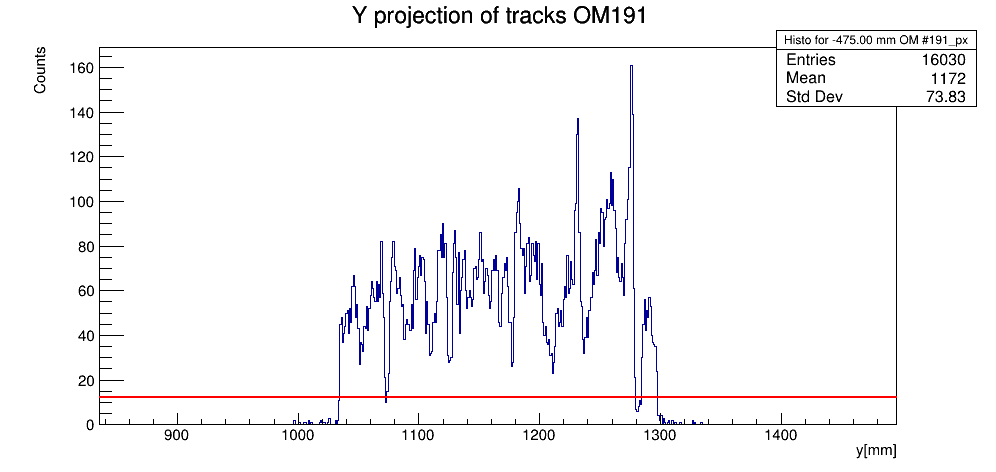 Y projection of tracks OM191
Histo for -475.00 mm OM #191_px
Entries 16030
Mean 1172
Std Dev 73.83
Counts
160
140
120
100
80
60
40
20
0
900 1000 1100 1200 1300 1400
y[mm]